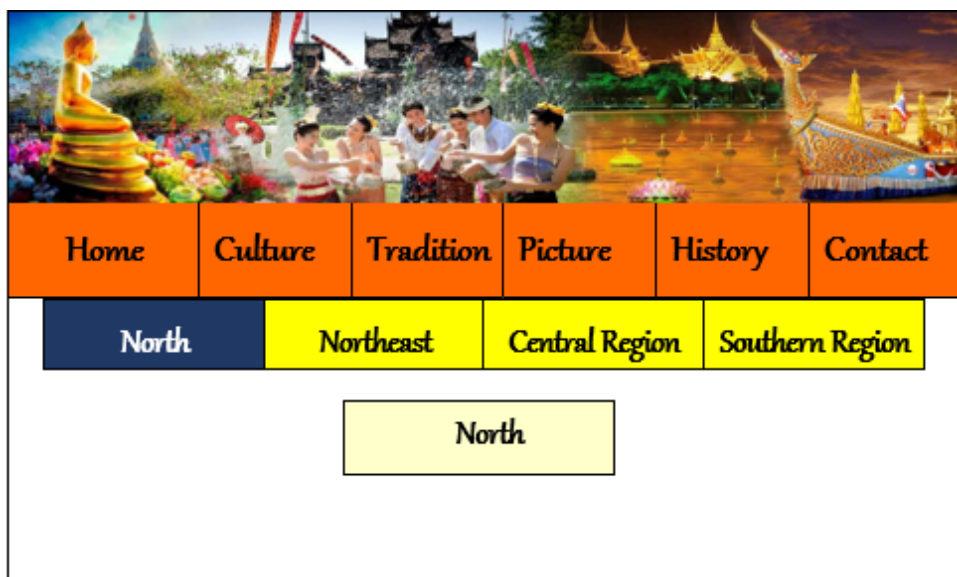 Home Culture Tradition Picture History Contact
North Northeast Central Region Southern Region
North